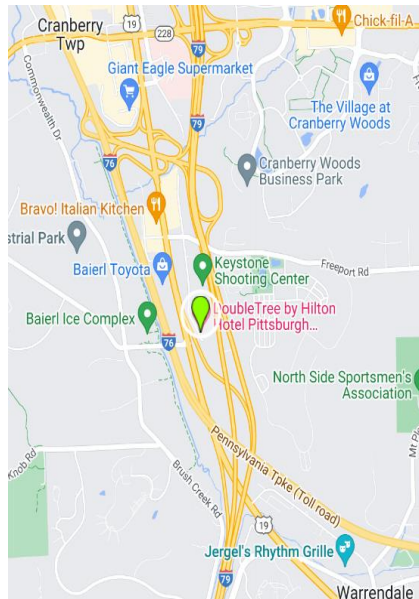 Cranberry
Twp
19
228
79
Chick-fil-A
Giant Eagle Supermarket
The Village at
Cranberry Woods
Commonwealth Dr
79
76
Cranberry Woods
Business Park
Bravo! Italian Kitchen
strial Park
Freeport Rd
Baierl Toyota
Keystone
Shooting Center
DoubleTree by Hilton
Hotel Pittsburgh...
Baierl Ice Complex
76
North Side Sportsmen's
Association
Mt Pl
Knob Rd
Pennsylvania Tpke (Toll road)
Brush Creek Rd
19
Jergel's Rhythm Grille
79
Warrendale